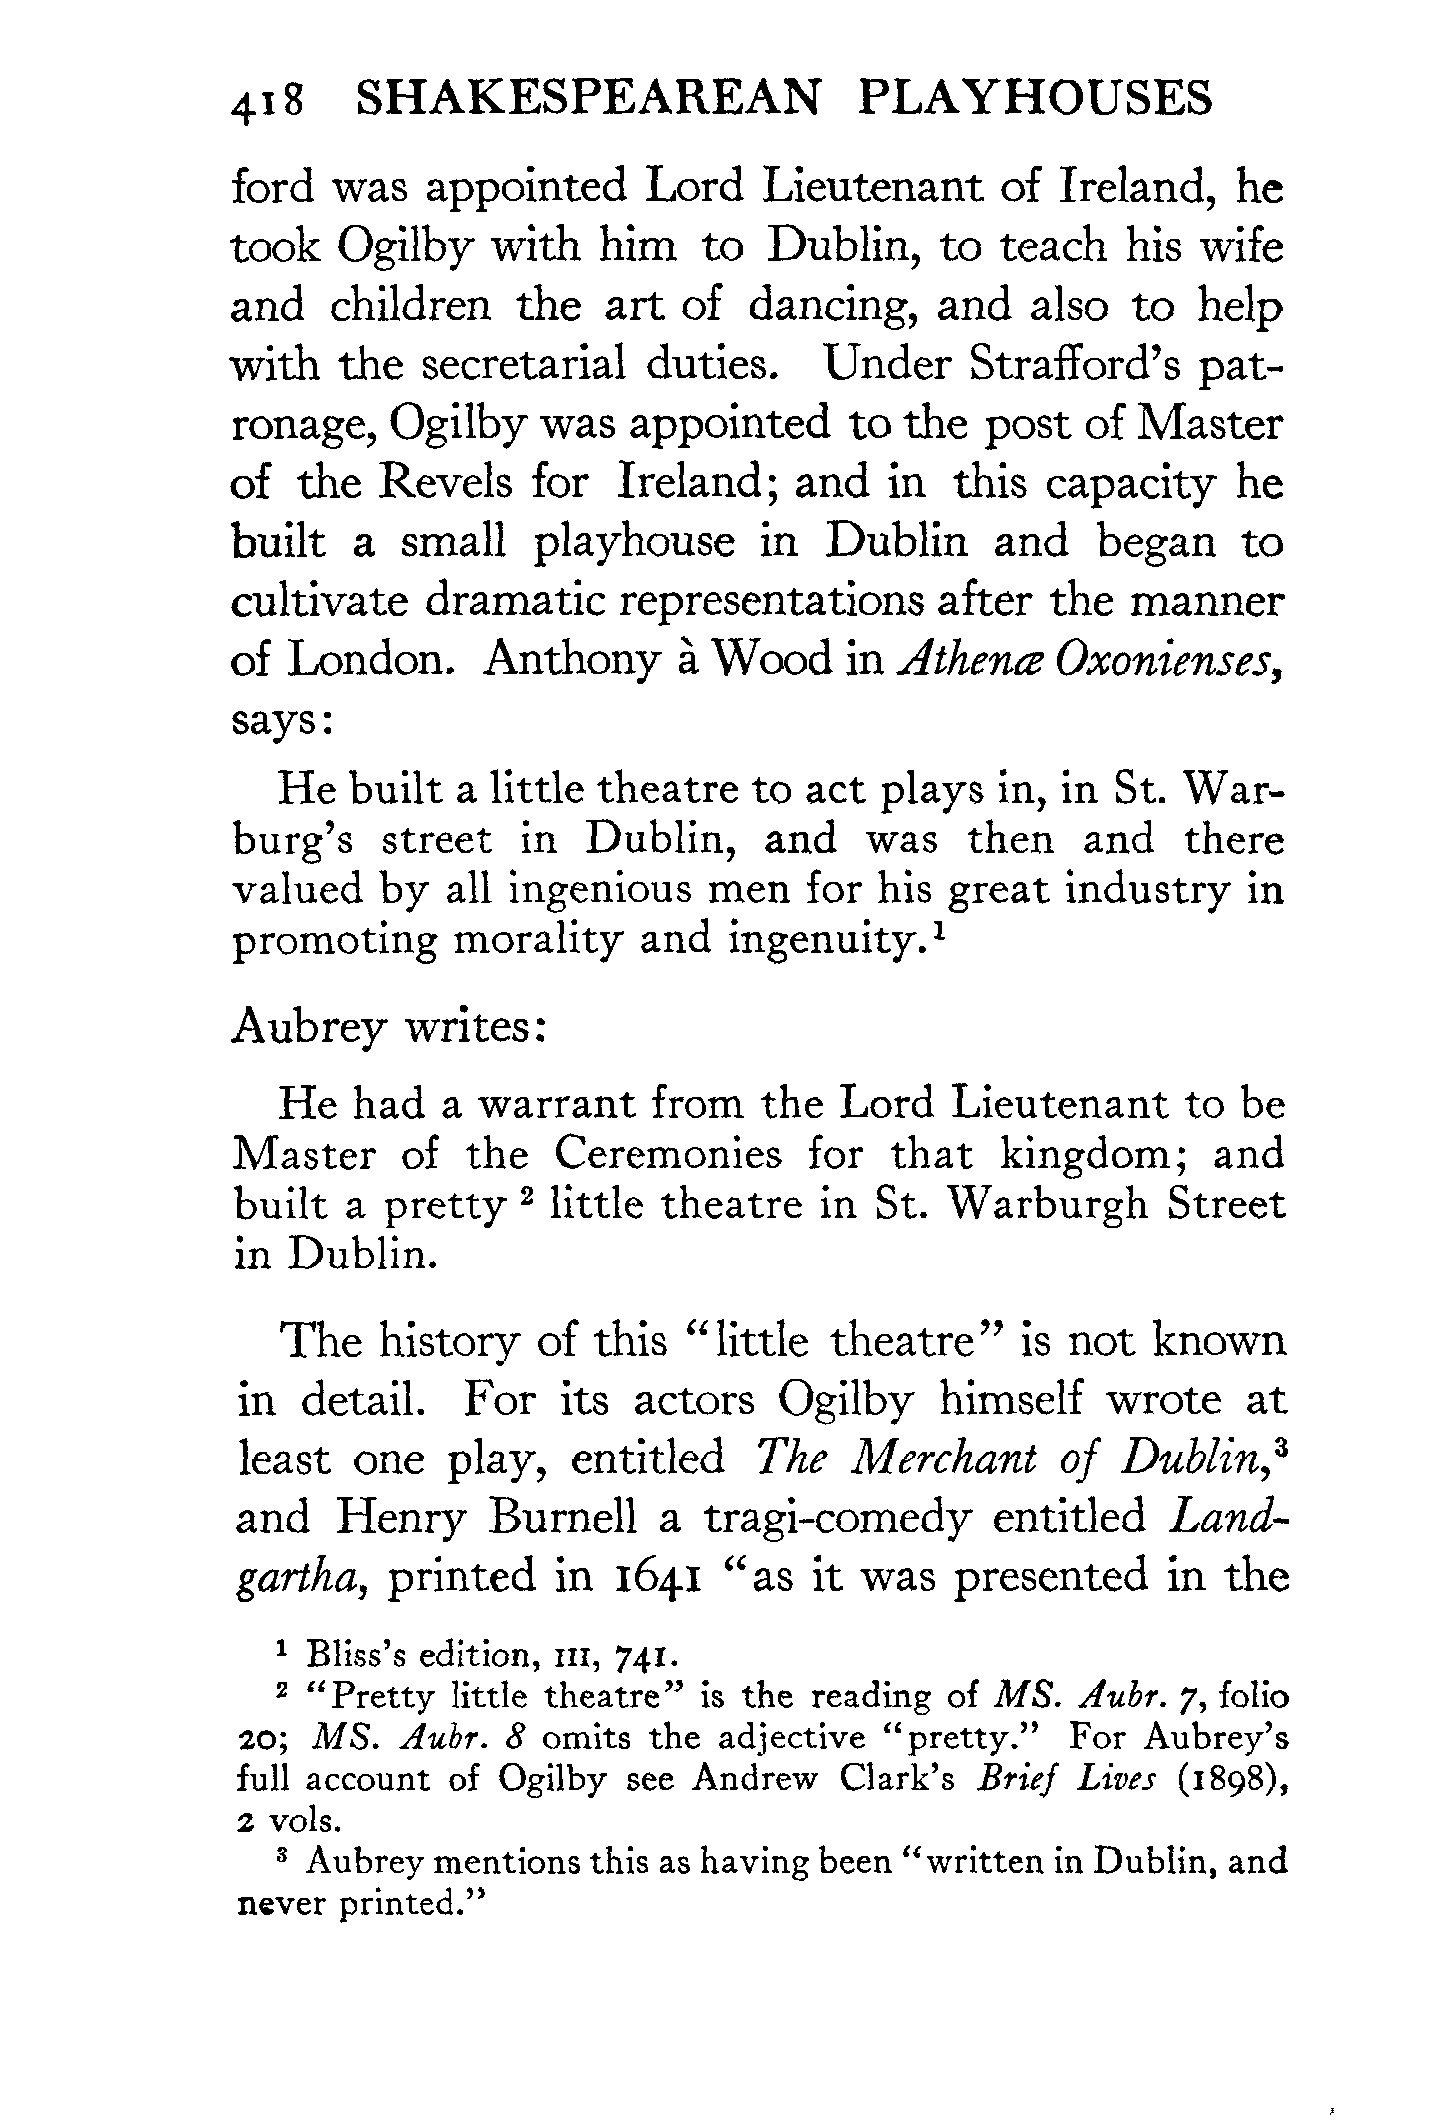 418 SHAKESPEAREAN PLAYHOUSES
ford was appointed Lord Lieutenant of Ireland, he
took Ogilby with him to Dublin, to teach his wife
and children the art of dancing, and also to help
with the secretarial duties. Under Strafford's pat-
ronage, Ogilby was appointed to the post of Master
of the Revels for Ireland; and in this capacity he
built a small playhouse in Dublin and began to
cultivate dramatic representations after the manner
of London. Anthony à Wood in Athenæ Oxonienses,
says:
He built a little theatre to act plays in, in St. War-
burg's street in Dublin, and was then and there
valued by all ingenious men for his great industry in
promoting morality and ingenuity.¹
Aubrey writes:
He had a warrant from the Lord Lieutenant to be
Master of the Ceremonies for that kingdom; and
built a pretty ² little theatre in St. Warburgh Street
in Dublin.
The history of this "little theatre" is not known
in detail. For its actors Ogilby himself wrote at
least one play, entitled The Merchant of Dublin,³
and Henry Burnell a tragi-comedy entitled Land-
gartha, printed in 1641 "as it was presented in the
¹ Bliss's edition, III, 741.
² "Pretty little theatre" is the reading of MS. Aubr. 7, folio
20; MS. Aubr. 8 omits the adjective "pretty." For Aubrey's
full account of Ogilby see Andrew Clark's Brief Lives (1898),
2 vols.
³ Aubrey mentions this as having been "written in Dublin, and
never printed."